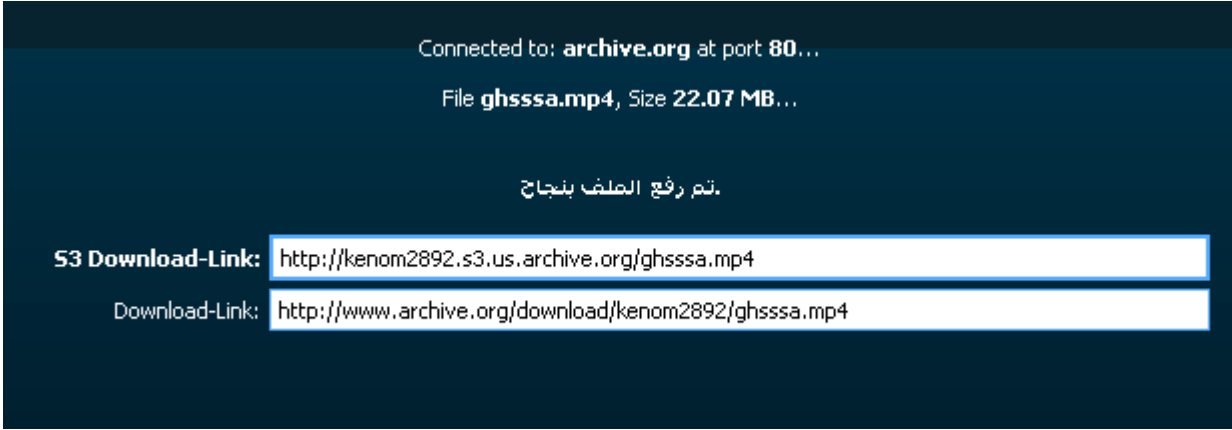 Connected to: archive.org at port 80...
File ghsssa.mp4, Size 22.07 MB...
تم رفع الملف بنجاح.
S3 Download-Link: http://kenom2892.s3.us.archive.org/ghsssa.mp4
Download-Link: http://www.archive.org/download/kenom2892/ghsssa.mp4